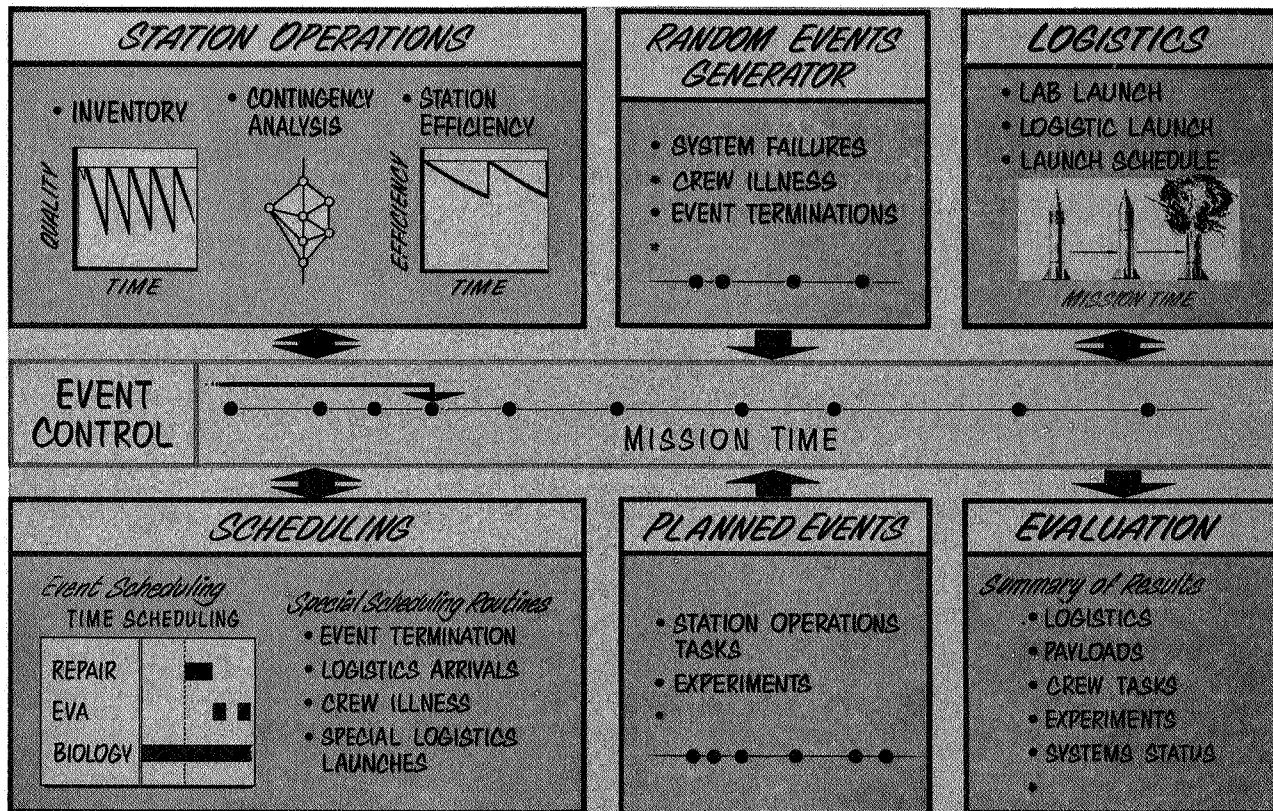 STATION OPERATIONS
• INVENTORY
QUALITY
TIME
• CONTINGENCY
ANALYSIS
• STATION
EFFICIENCY
EFFICIENCY
TIME
RANDOM EVENTS
GENERATOR
• SYSTEM FAILURES
• CREW ILLNESS
• EVENT TERMINATIONS
•
LOGISTICS
• LAB LAUNCH
• LOGISTIC LAUNCH
• LAUNCH SCHEDULE
MISSION TIME
EVENT
CONTROL
MISSION TIME
SCHEDULING
Event Scheduling
TIME SCHEDULING
REPAIR
EVA
BIOLOGY
Special Scheduling Routines
• EVENT TERMINATION
• LOGISTICS ARRIVALS
• CREW ILLNESS
• SPECIAL LOGISTICS
LAUNCHES
PLANNED EVENTS
• STATION OPERATIONS
TASKS
• EXPERIMENTS
•
EVALUATION
Summary of Results
• LOGISTICS
• PAYLOADS
• CREW TASKS
• EXPERIMENTS
• SYSTEMS STATUS
•